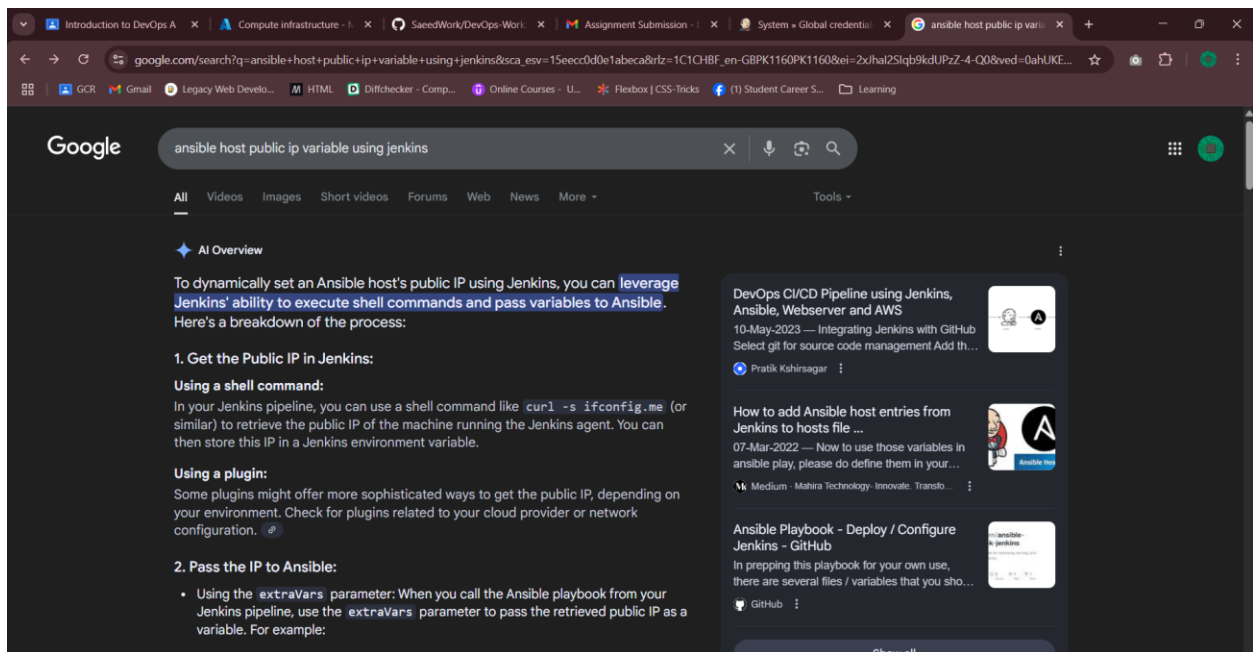 Introduction to DevOps A
Compute infrastructure - M
SaeedWork/DevOps-Work:
Assignment Submission - (
System » Global credential
ansible host public ip varia
google.com/search?q=ansible+host+public+ip+variable+using+jenkins&sca_esv=15eecc0d0e1abeca&rlz=1C1CHBF_en-GBPK1160PK1160&ei=2xJhaI2SIqb9kdUPzZ-4-Q0&ved=0ahUKE...
GCR
Gmail
Legacy Web Develo...
HTML
Diffchecker - Comp...
Online Courses - U...
Flexbox | CSS-Tricks
(1) Student Career S...
Learning
Google
ansible host public ip variable using jenkins
All Videos Images Short videos Forums Web News More Tools
AI Overview
To dynamically set an Ansible host's public IP using Jenkins, you can leverage
Jenkins' ability to execute shell commands and pass variables to Ansible.
Here's a breakdown of the process:
1. Get the Public IP in Jenkins:
Using a shell command:
In your Jenkins pipeline, you can use a shell command like curl -s ifconfig.me (or
similar) to retrieve the public IP of the machine running the Jenkins agent. You can
then store this IP in a Jenkins environment variable.
Using a plugin:
Some plugins might offer more sophisticated ways to get the public IP, depending on
your environment. Check for plugins related to your cloud provider or network
configuration.
2. Pass the IP to Ansible:
• Using the extraVars parameter: When you call the Ansible playbook from your
Jenkins pipeline, use the extraVars parameter to pass the retrieved public IP as a
variable. For example:
DevOps CI/CD Pipeline using Jenkins,
Ansible, Webserver and AWS
10-May-2023 — Integrating Jenkins with GitHub
Select git for source code management Add th...
Pratik Kshirsagar
How to add Ansible host entries from
Jenkins to hosts file ...
07-Mar-2022 — Now to use those variables in
ansible play, please do define them in your...
Medium · Mahira Technology- Innovate. Transfo...
Ansible Hos
Ansible Playbook - Deploy / Configure
Jenkins - GitHub
In prepping this playbook for your own use,
there are several files / variables that you sho...
GitHub
Show all